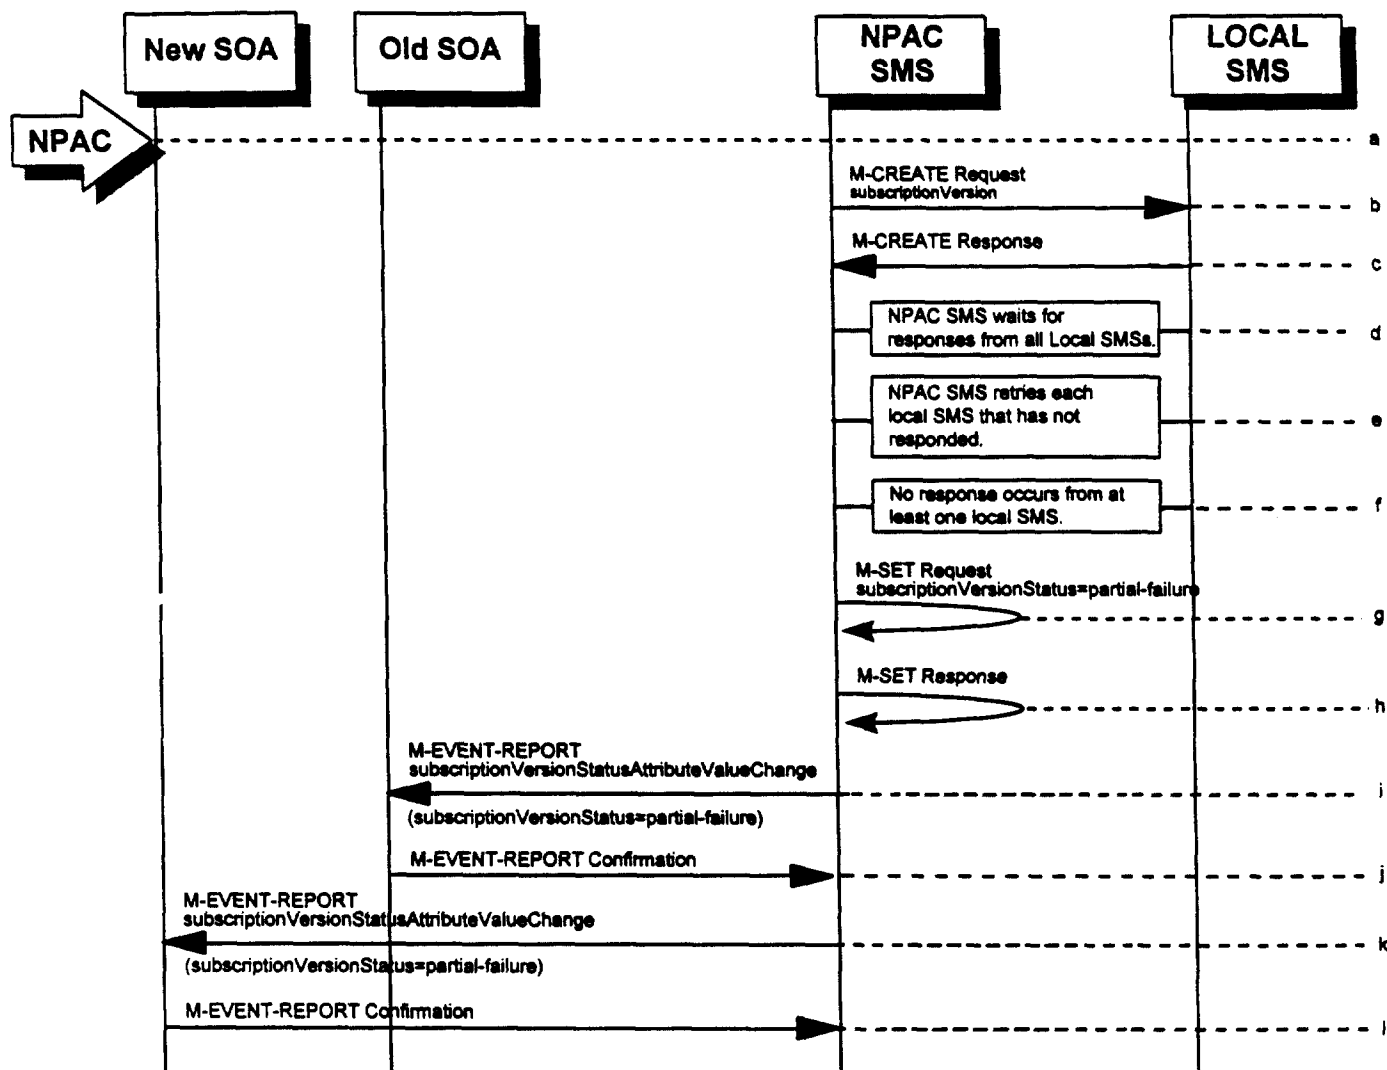 New SOA
Old SOA
NPAC
SMS
LOCAL
SMS
NPAC
a
M-CREATE Request
subscriptionVersion
b
M-CREATE Response
c
NPAC SMS waits for
responses from all Local SMSs.
d
NPAC SMS retries each
local SMS that has not
responded.
e
No response occurs from at
least one local SMS.
f
M-SET Request
subscriptionVersionStatus=partial-failure
g
M-SET Response
h
M-EVENT-REPORT
subscriptionVersionStatusAttributeValueChange
i
(subscriptionVersionStatus=partial-failure)
M-EVENT-REPORT Confirmation
j
M-EVENT-REPORT
subscriptionVersionStatusAttributeValueChange
k
(subscriptionVersionStatus=partial-failure)
M-EVENT-REPORT Confirmation
l